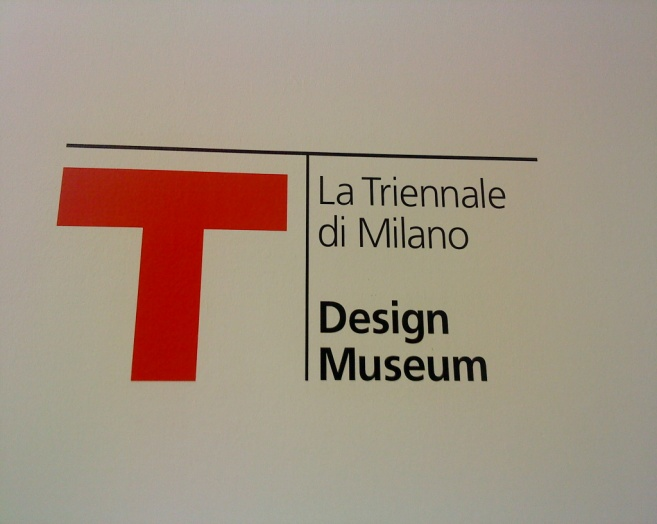 T
La Triennale
di Milano
Design
Museum